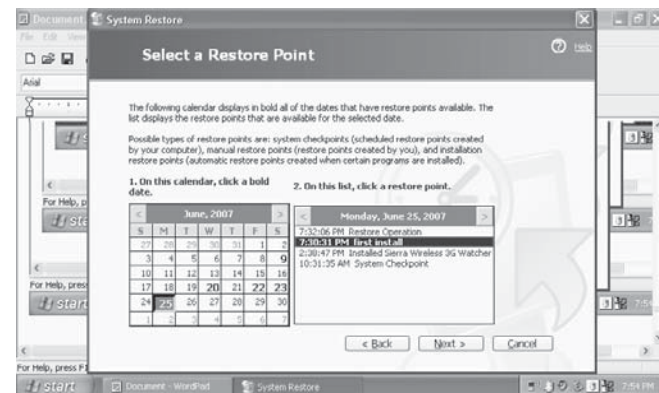 Document
System Restore
File Edit View
Select a Restore Point
Help
Arial
The following calendar displays in bold all of the dates that have restore points available. The
list displays the restore points that are available for the selected date.
Possible types of restore points are: system checkpoints (scheduled restore points created
by your computer), manual restore points (restore points created by you), and installation
restore points (automatic restore points created when certain programs are installed).
1. On this calendar, click a bold
date.
2. On this list, click a restore point.
< June, 2007 >
S M T W T F S
27 28 29 30 31 1 2
3 4 5 6 7 8 9
10 11 12 13 14 15 16
17 18 19 20 21 22 23
24 25 26 27 28 29 30
1 2 3 4 5 6 7
< Monday, June 25, 2007 >
7:32:06 PM Restore Operation
7:30:31 PM first install
2:30:47 PM Installed Sierra Wireless 3G Watcher
10:31:35 AM System Checkpoint
< Back
Next >
Cancel
For Help, p
For Help, press
start
For Help, press F1
start
Document - WordPad
System Restore
7:54 PM